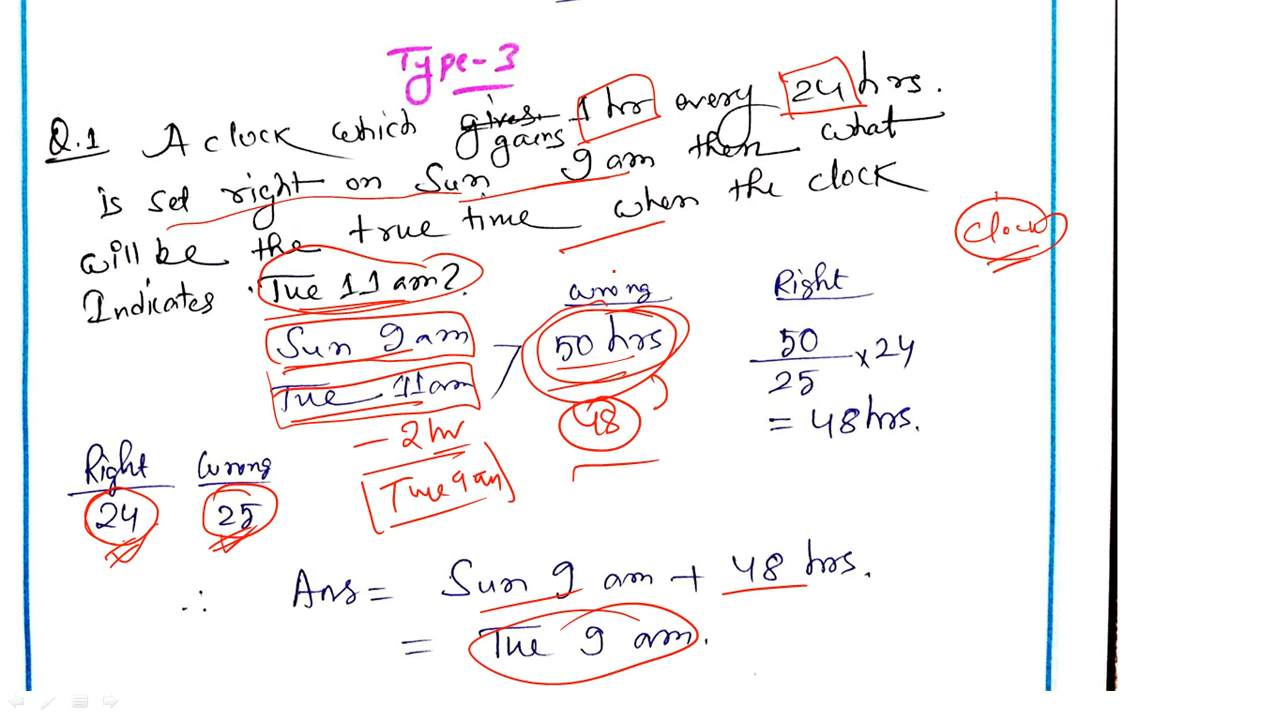 Type-3
Q.1 A clock which gives gains 1 hr every 24 hrs.
is set right on Sun 9 am then what
will be the true time when the clock
Indicates Tue 11 am?
clock
Wrong Right
Sun 9 am 50 hrs 50/25 × 24
Tue 11am
48 = 48 hrs.
- 2 hr
Tue 9 am
Right Wrong
24 25
∴ Ans = Sun 9 am + 48 hrs.
= Tue 9 am.